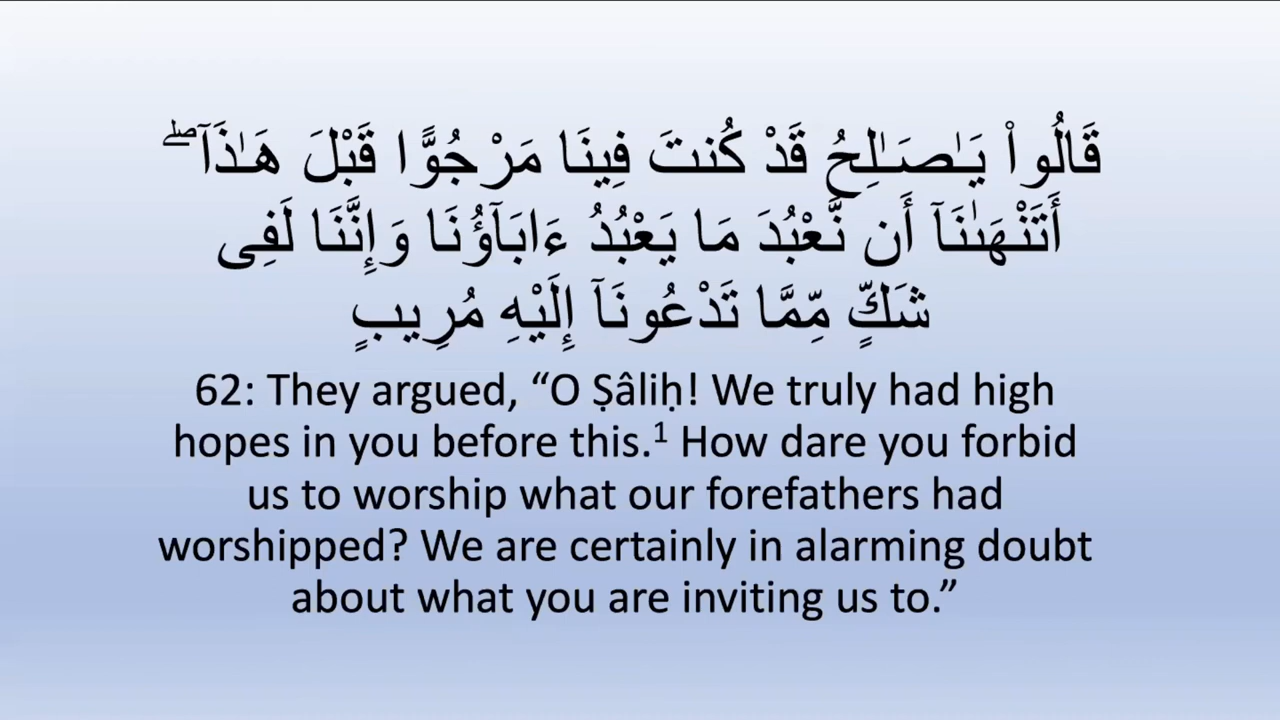 قَالُوا۟ يَـٰصَـٰلِحُ قَدْ كُنتَ فِينَا مَرْجُوًّا قَبْلَ هَـٰذَآ ۖ
أَتَنْهَىٰنَآ أَن نَّعْبُدَ مَا يَعْبُدُ ءَابَآؤُنَا وَإِنَّنَا لَفِى
شَكٍّ مِّمَّا تَدْعُونَآ إِلَيْهِ مُرِيبٍ
62: They argued, “O Ṣâliḥ! We truly had high
hopes in you before this.¹ How dare you forbid
us to worship what our forefathers had
worshipped? We are certainly in alarming doubt
about what you are inviting us to.”